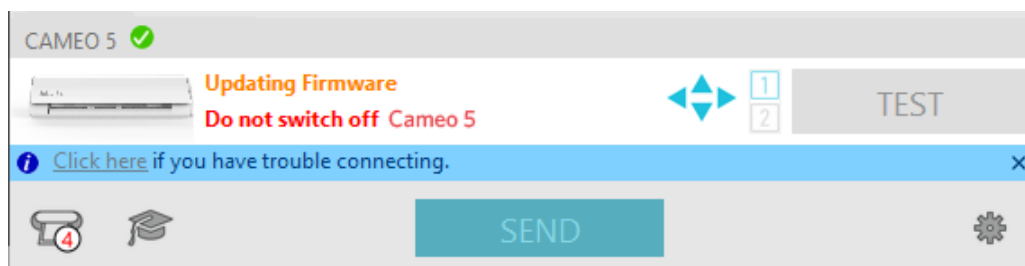 CAMEO 5
Updating Firmware
Do not switch off Cameo 5
1
2
TEST
i Click here if you have trouble connecting.
4
SEND